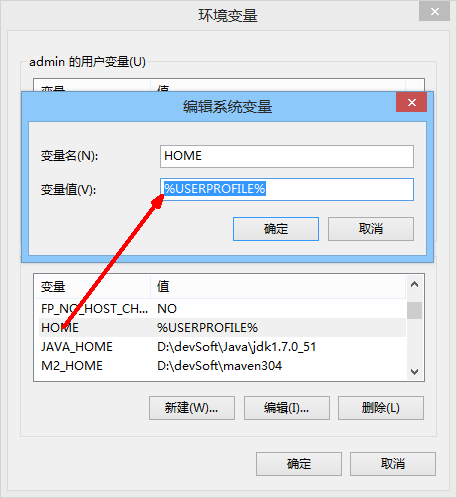 环境变量
admin 的用户变量(U)
变量 值
编辑系统变量
变量名(N): HOME
变量值(V): %USERPROFILE%
确定 取消
变量 值
FP_NO_HOST_CH... NO
HOME %USERPROFILE%
JAVA_HOME D:\devSoft\Java\jdk1.7.0_51
M2_HOME D:\devSoft\maven304
新建(W)... 编辑(I)... 删除(L)
确定 取消